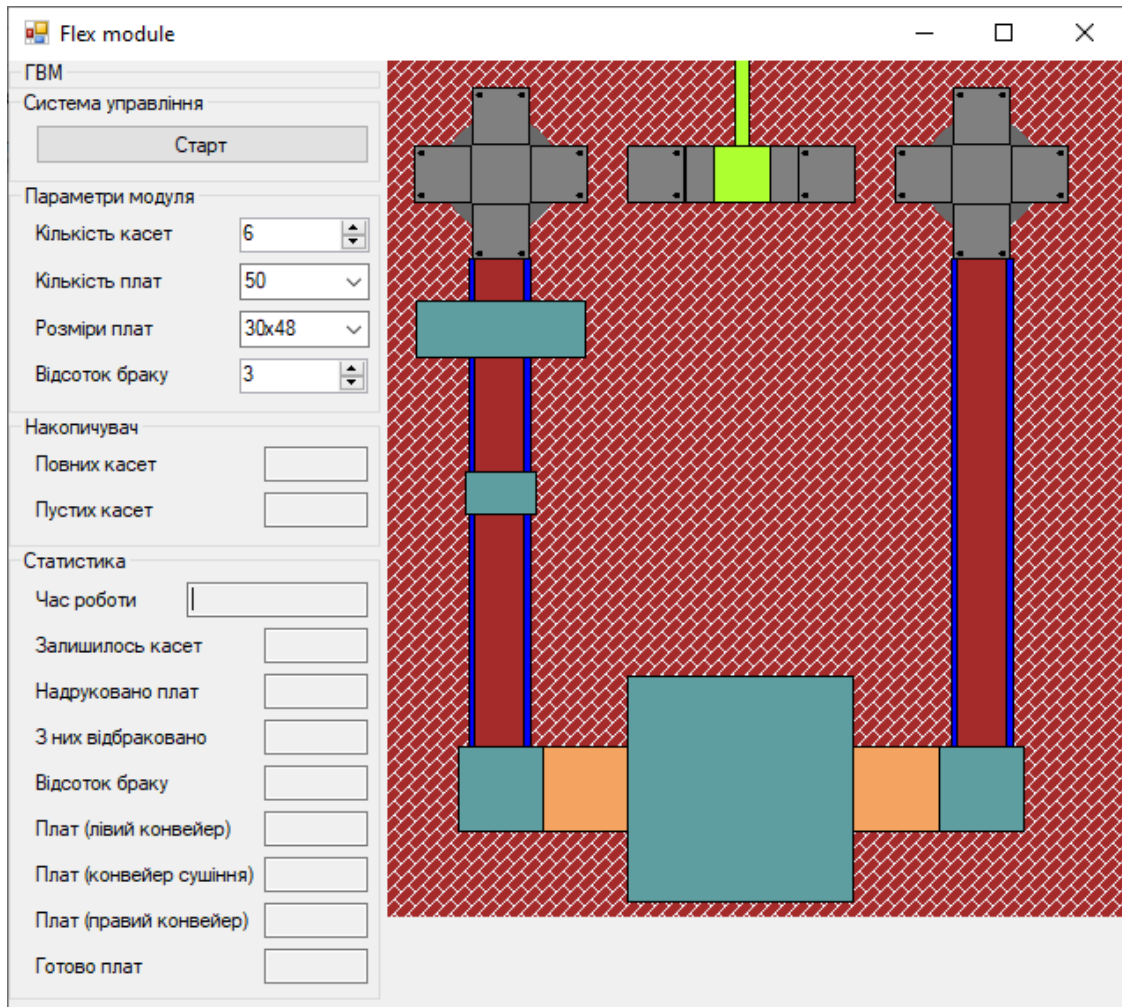 Flex module
ГВМ
Система управління
Старт
Параметри модуля
Кількість касет 6
Кількість плат 50
Розміри плат 30x48
Відсоток браку 3
Накопичувач
Повних касет
Пустих касет
Статистика
Час роботи
Залишилось касет
Надруковано плат
З них відбраковано
Відсоток браку
Плат (лівий конвейер)
Плат (конвейер сушіння)
Плат (правий конвейер)
Готово плат